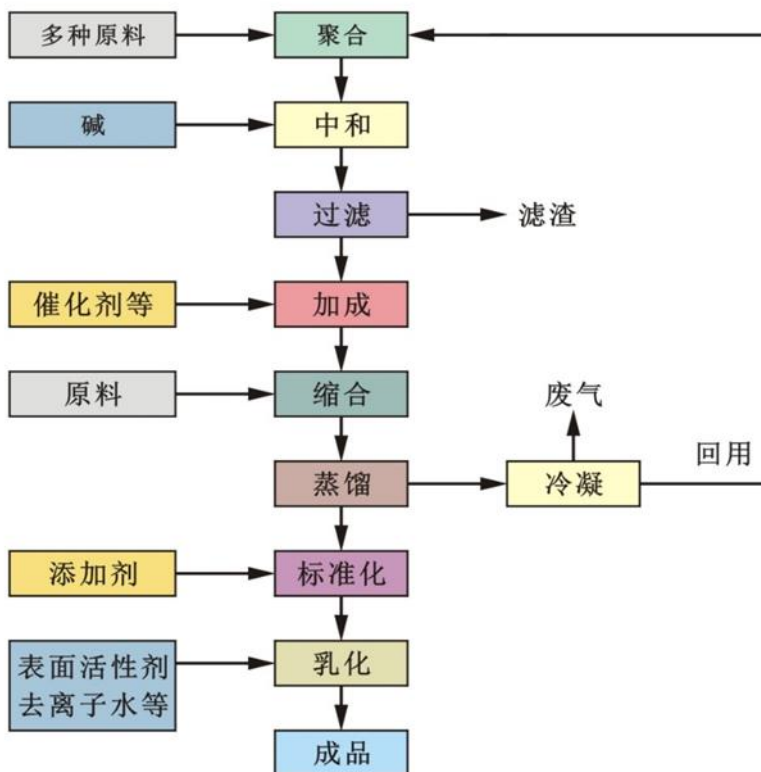 多种原料
聚合
碱
中和
过滤
滤渣
催化剂等
加成
原料
缩合
废气
回用
蒸馏
冷凝
添加剂
标准化
表面活性剂
去离子水等
乳化
成品